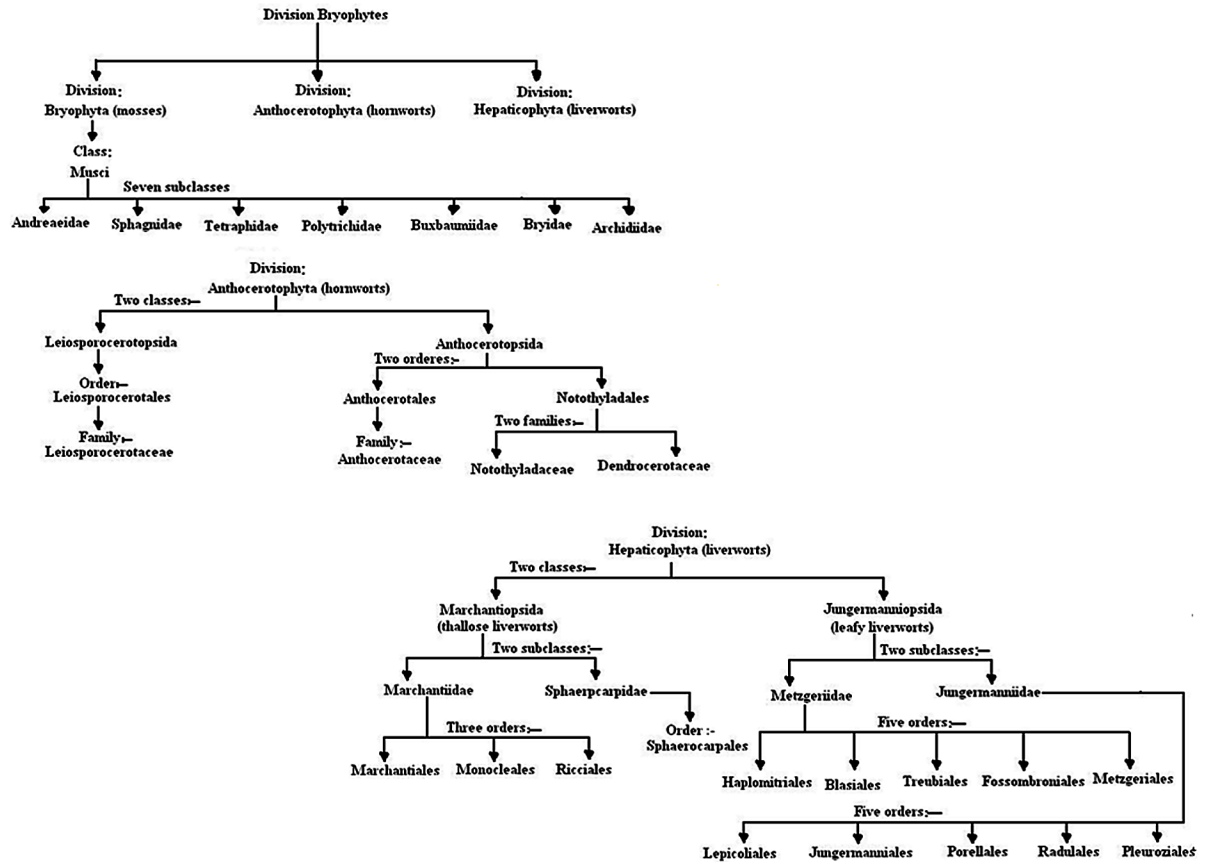 Division Bryophytes
Division:
Bryophyta (mosses)
Division:
Anthocerotophyta (hornworts)
Division:
Hepaticophyta (liverworts)
Class:
Musci
Seven subclasses
Andreaeidae
Sphagnidae
Tetraphidae
Polytrichidae
Buxbaumiidae
Bryidae
Archidiidae
Division:
Anthocerotophyta (hornworts)
Two classes:–
Leiosporocerotopsida
Anthocerotopsida
Two orderes:-
Order:–
Leiosporocerotales
Anthocerotales
Notothyladales
Two families:–
Family:–
Leiosporocerotaceae
Family :–
Anthocerotaceae
Notothyladaceae
Dendrocerotaceae
Division:
Hepaticophyta (liverworts)
Two classes:–
Marchantiopsida
(thallose liverworts)
Jungermanniopsida
(leafy liverworts)
Two subclasses:–
Two subclasses:–
Marchantiidae
Sphaerpcarpidae
Metzgeriidae
Jungermanniidae
Three orders:–
Order :-
Sphaerocarpales
Five orders:–
Marchantiales
Monocleales
Ricciales
Haplomitriales
Blasiales
Treubiales
Fossombroniales
Metzgeriales
Five orders:–
Lepicoliales
Jungermanniales
Porellales
Radulales
Pleuroziales